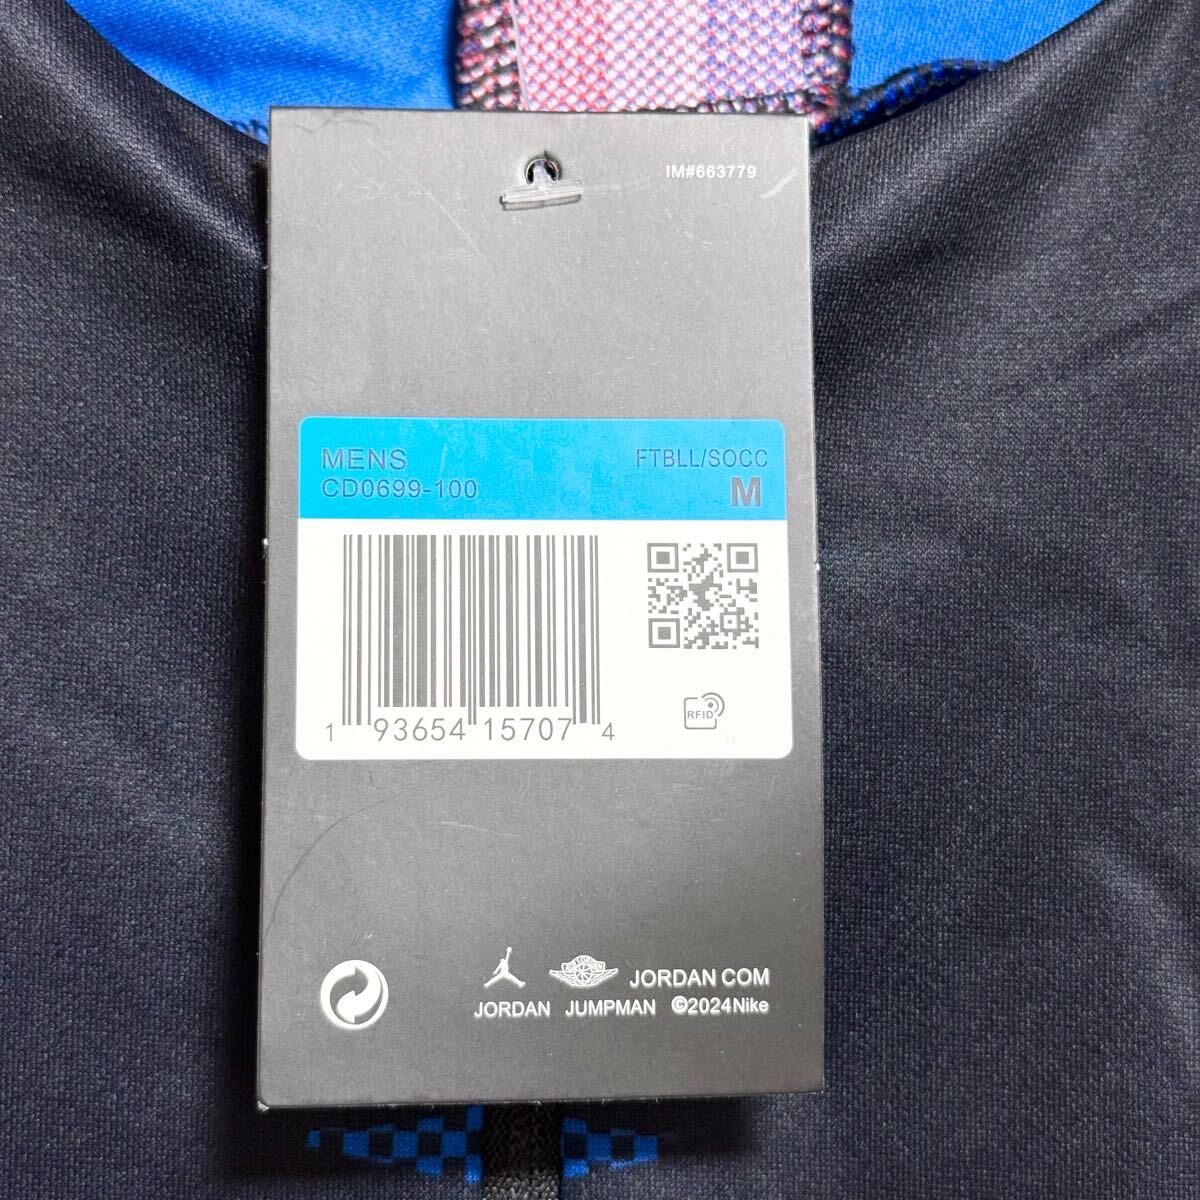 IM#663779
MENS FTBLL/SOCC
CD0699-100 M
1 93654 15707 4
RFID
JORDAN COM
JORDAN JUMPMAN ©2024Nike